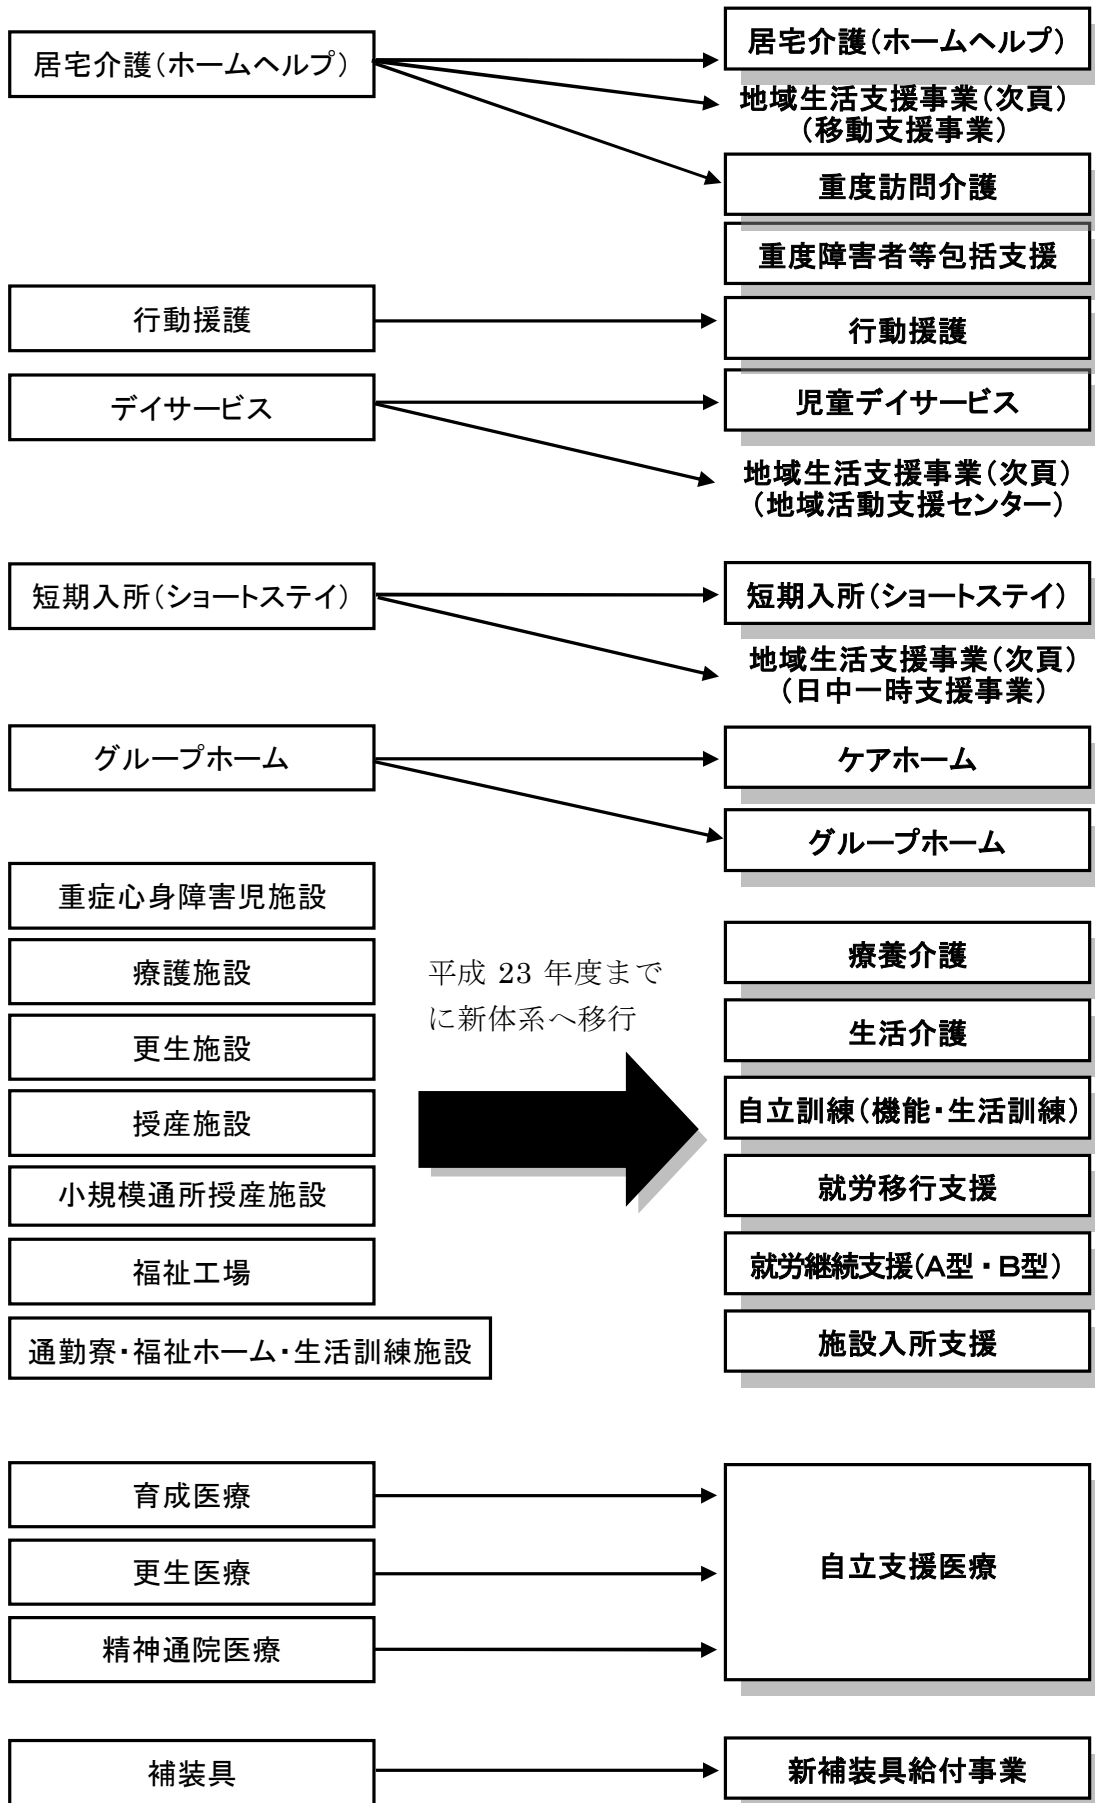 居宅介護（ホームヘルプ）
居宅介護（ホームヘルプ）
地域生活支援事業（次頁）
（移動支援事業）
重度訪問介護
重度障害者等包括支援
行動援護
行動援護
デイサービス
児童デイサービス
地域生活支援事業（次頁）
（地域活動支援センター）
短期入所（ショートステイ）
短期入所（ショートステイ）
地域生活支援事業（次頁）
（日中一時支援事業）
グループホーム
ケアホーム
グループホーム
重症心身障害児施設
療護施設
更生施設
授産施設
小規模通所授産施設
福祉工場
通勤寮・福祉ホーム・生活訓練施設
平成 23 年度まで
に新体系へ移行
療養介護
生活介護
自立訓練（機能・生活訓練）
就労移行支援
就労継続支援（A型・B型）
施設入所支援
育成医療
更生医療
精神通院医療
自立支援医療
補装具
新補装具給付事業